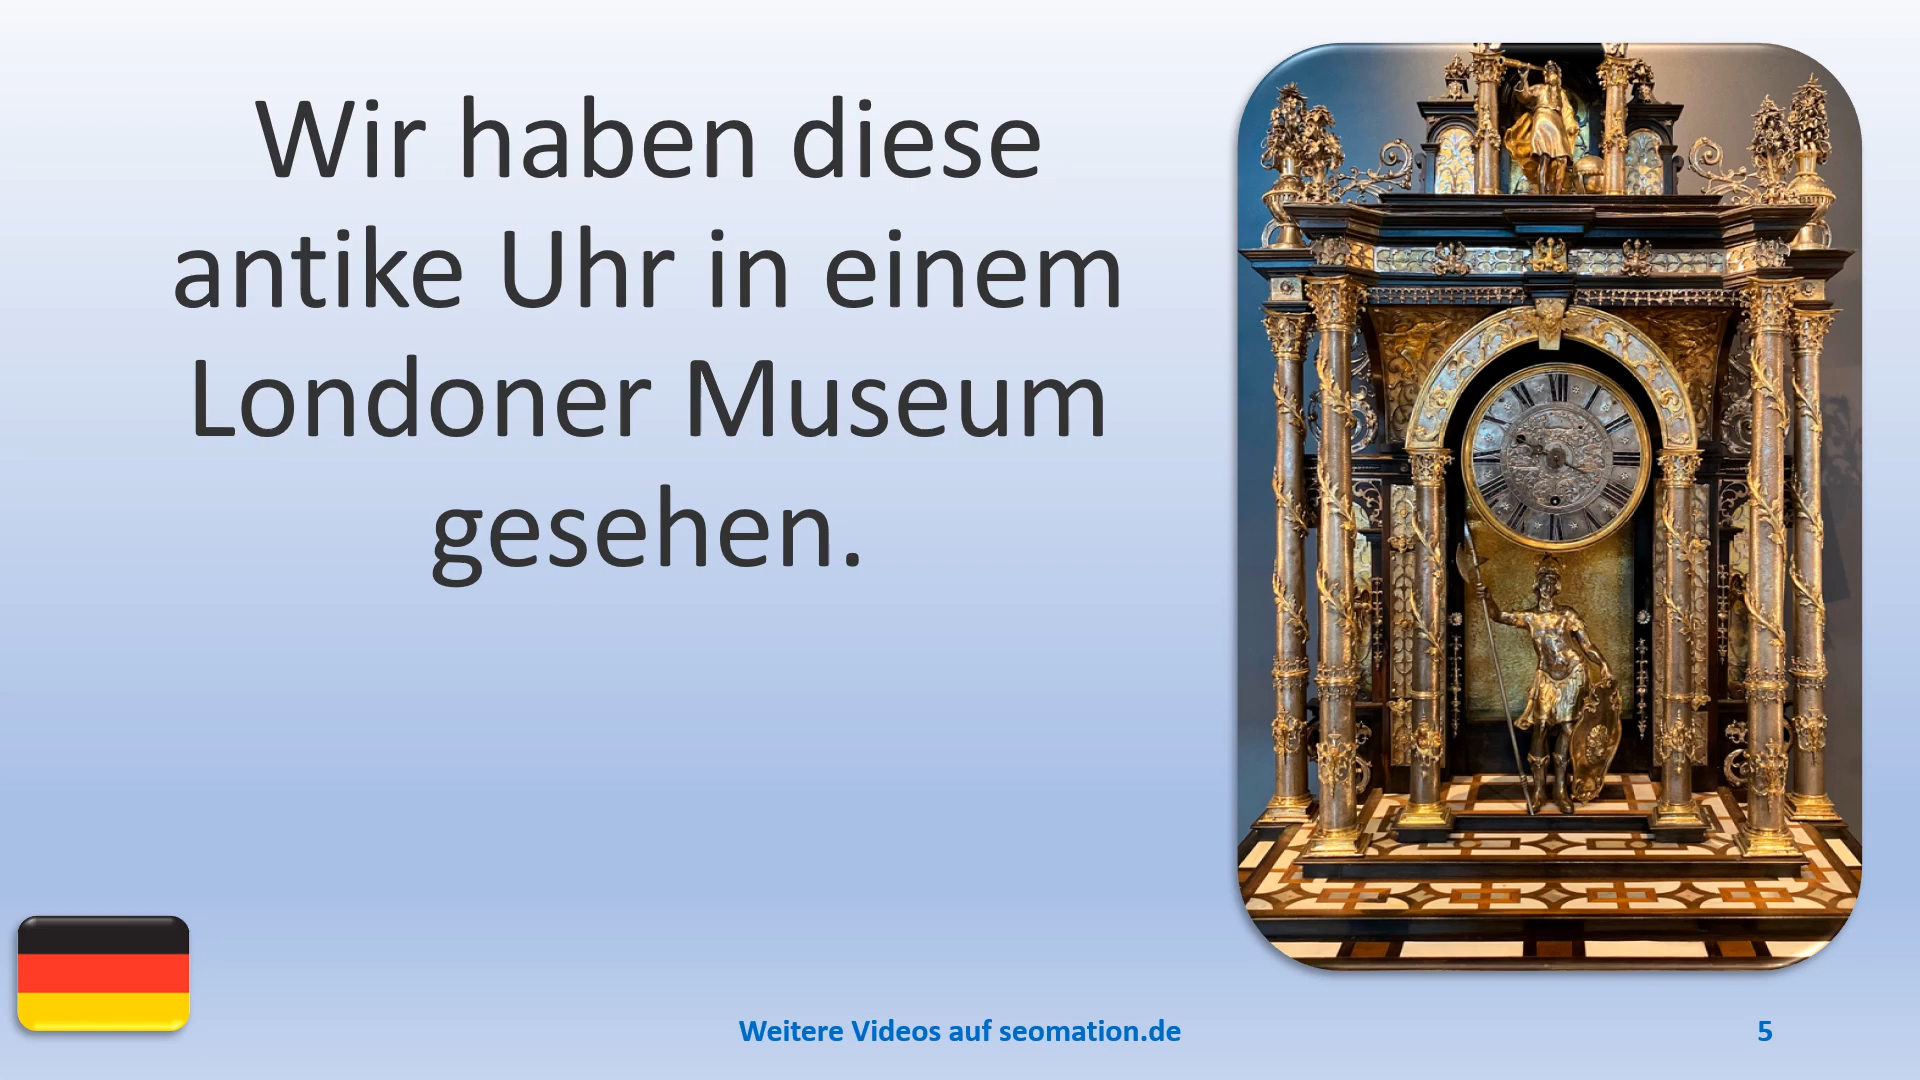 Wir haben diese
antike Uhr in einem
Londoner Museum
gesehen.
Weitere Videos auf seomation.de
5